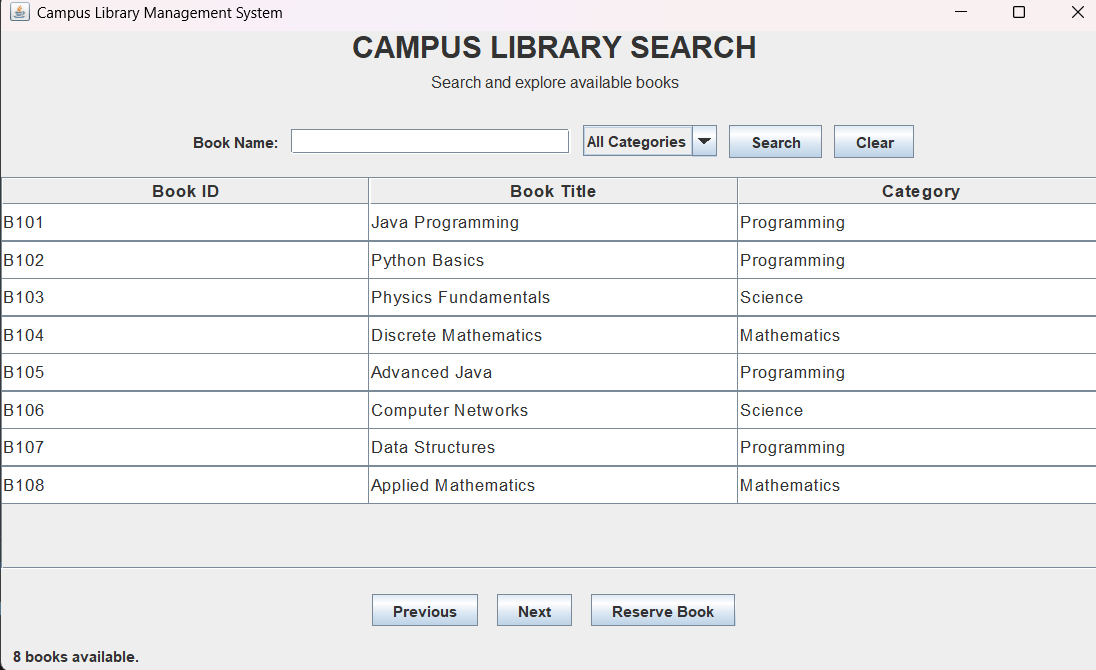 Campus Library Management System
CAMPUS LIBRARY SEARCH
Search and explore available books
Book Name: All Categories Search Clear
Book ID Book Title Category
B101 Java Programming Programming
B102 Python Basics Programming
B103 Physics Fundamentals Science
B104 Discrete Mathematics Mathematics
B105 Advanced Java Programming
B106 Computer Networks Science
B107 Data Structures Programming
B108 Applied Mathematics Mathematics
Previous Next Reserve Book
8 books available.